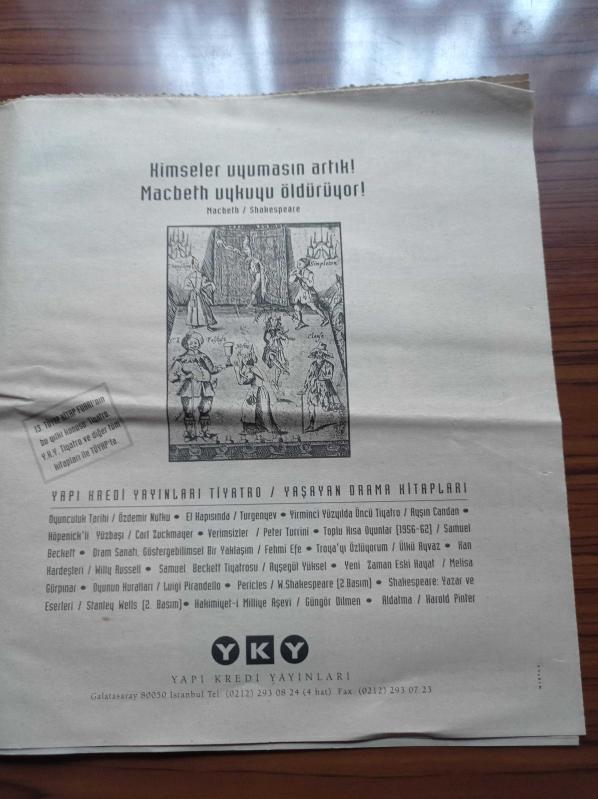 Kimseler uyumasın artık!
Macbeth uykuyu öldürüyor!
Macbeth / Shakespeare
Simpleton
Clause
13. TÜYAP KİTAP FUARI'nın
bu yılki konusu: Tiyatro
Y.K.Y. Tiyatro ve diğer tüm
kitapları ile TÜYAP'ta.
YAPI KREDİ YAYINLARI TİYATRO / YAŞAYAN DRAMA KİTAPLARI
Oyunculuk Tarihi / Özdemir Nutku • El Kapısında / Turgenyev • Yirminci Yüzyılda Öncü Tiyatro / Ayşın Candan •
Köpenick'li Yüzbaşı / Carl Zuckmayer • Verimsizler / Peter Turrini • Toplu Kısa Oyunlar (1956-62) / Samuel
Beckett • Dram Sanatı, Göstergebilimsel Bir Yaklaşım / Fehmi Efe • Troya'yı Özlüyorum / Ülkü Ayvaz • Kan
Kardeşleri / Willy Russell • Samuel Beckett Tiyatrosu / Ayşegül Yüksel • Yeni Zaman Eski Hayat / Melisa
Gürpınar • Oyunun Kuralları / Luigi Pirandello • Pericles / W.Shakespeare (2.Basım) • Shakespeare: Yazar ve
Eserleri / Stanley Wells (2. Basım) • Hakimiyet-i Milliye Aşevi / Güngör Dilmen • Aldatma / Harold Pinter
YKY
YAPI KREDİ YAYINLARI
Galatasaray 80050 İstanbul Tel: (0212) 293 08 24 (4 hat) Fax: (0212) 293 07 23